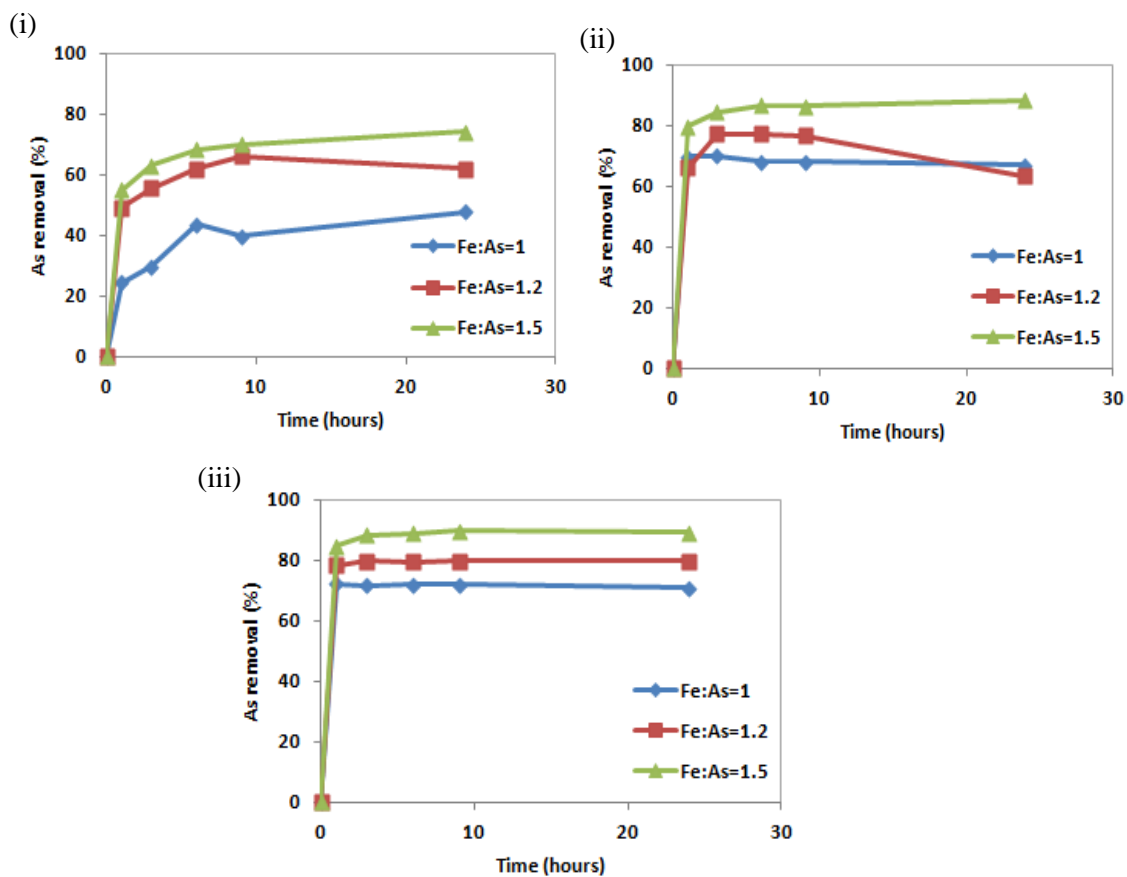 (i)
100
80
60
40
20
0
As removal (%)
0 10 20 30
Time (hours)
Fe:As=1
Fe:As=1.2
Fe:As=1.5
(ii)
100
80
60
40
20
0
As removal (%)
0 10 20 30
Time (hours)
Fe:As=1
Fe:As=1.2
Fe:As=1.5
(iii)
100
80
60
40
20
0
As removal (%)
0 10 20 30
Time (hours)
Fe:As=1
Fe:As=1.2
Fe:As=1.5